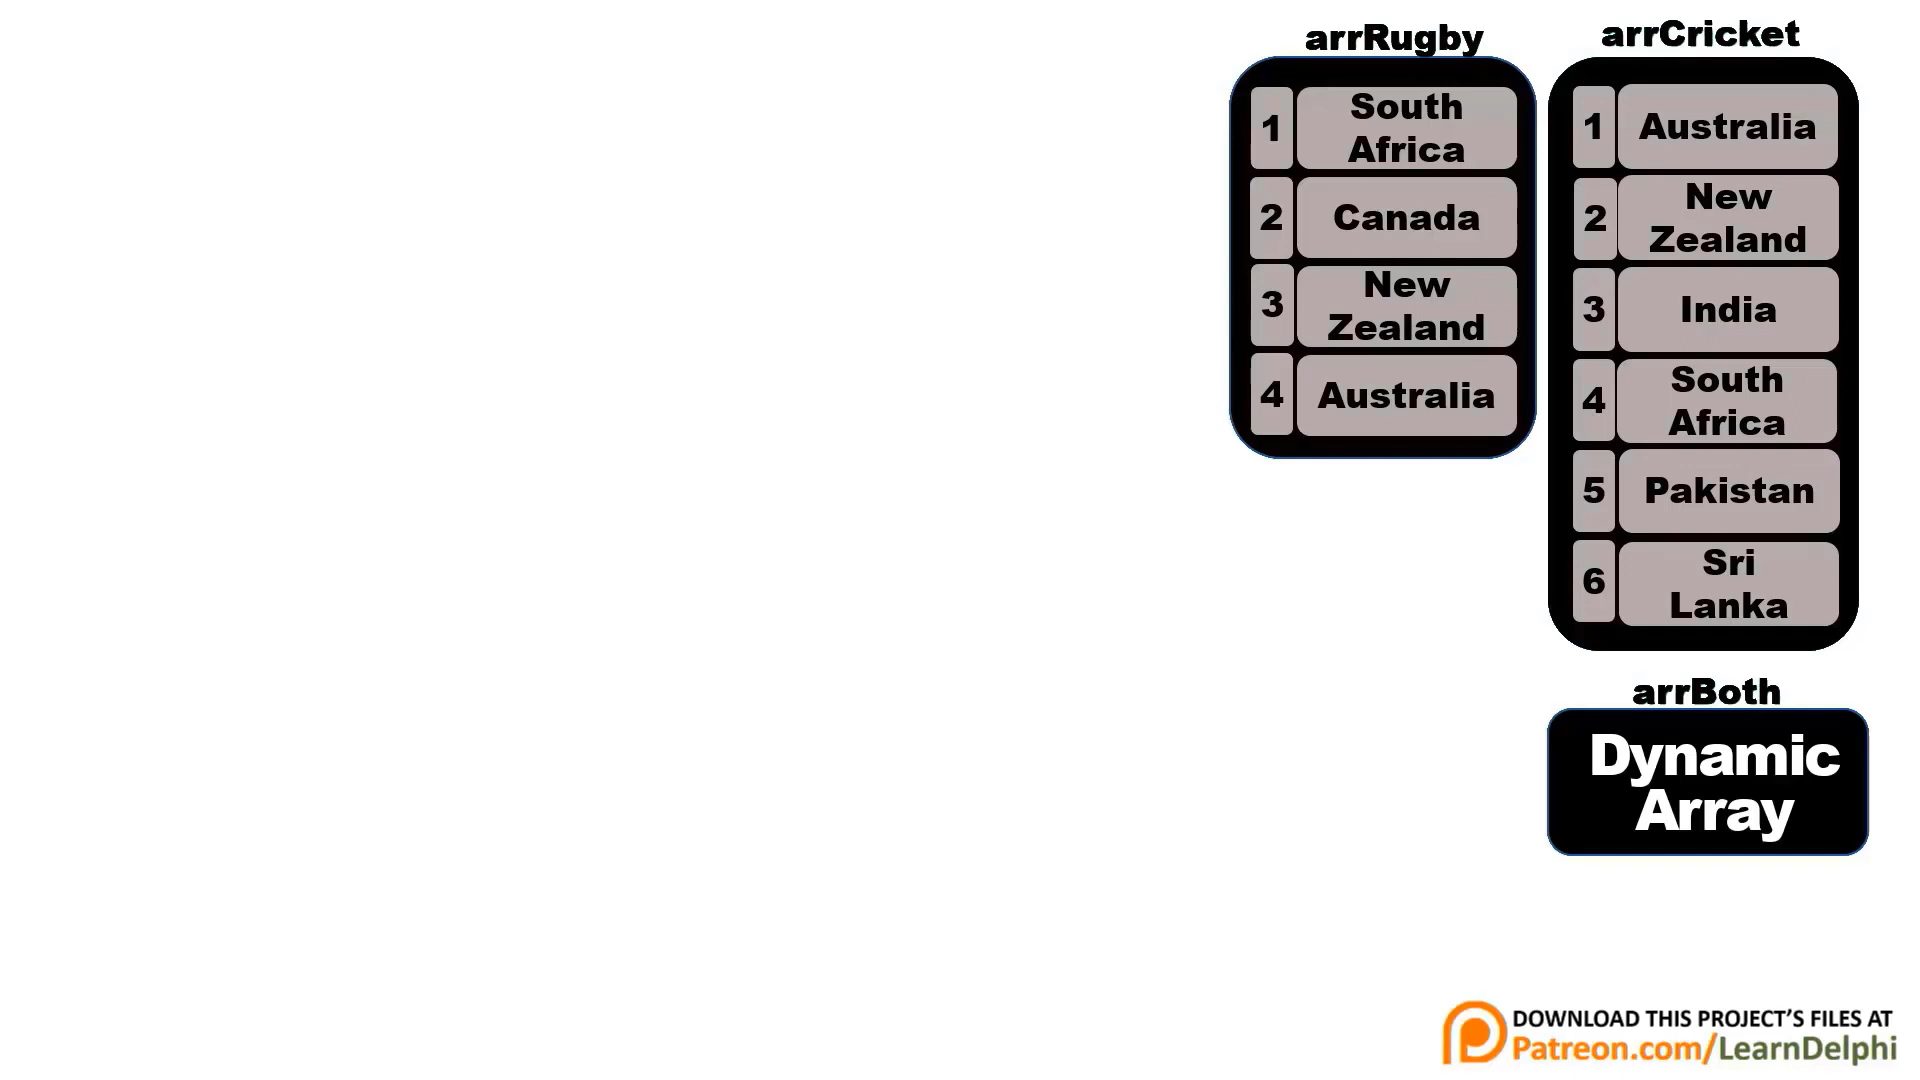 arrRugby
1
South
Africa
2
Canada
3
New
Zealand
4
Australia
arrCricket
1
Australia
2
New
Zealand
3
India
4
South
Africa
5
Pakistan
6
Sri
Lanka
arrBoth
Dynamic
Array
DOWNLOAD THIS PROJECT'S FILES AT
Patreon.com/LearnDelphi